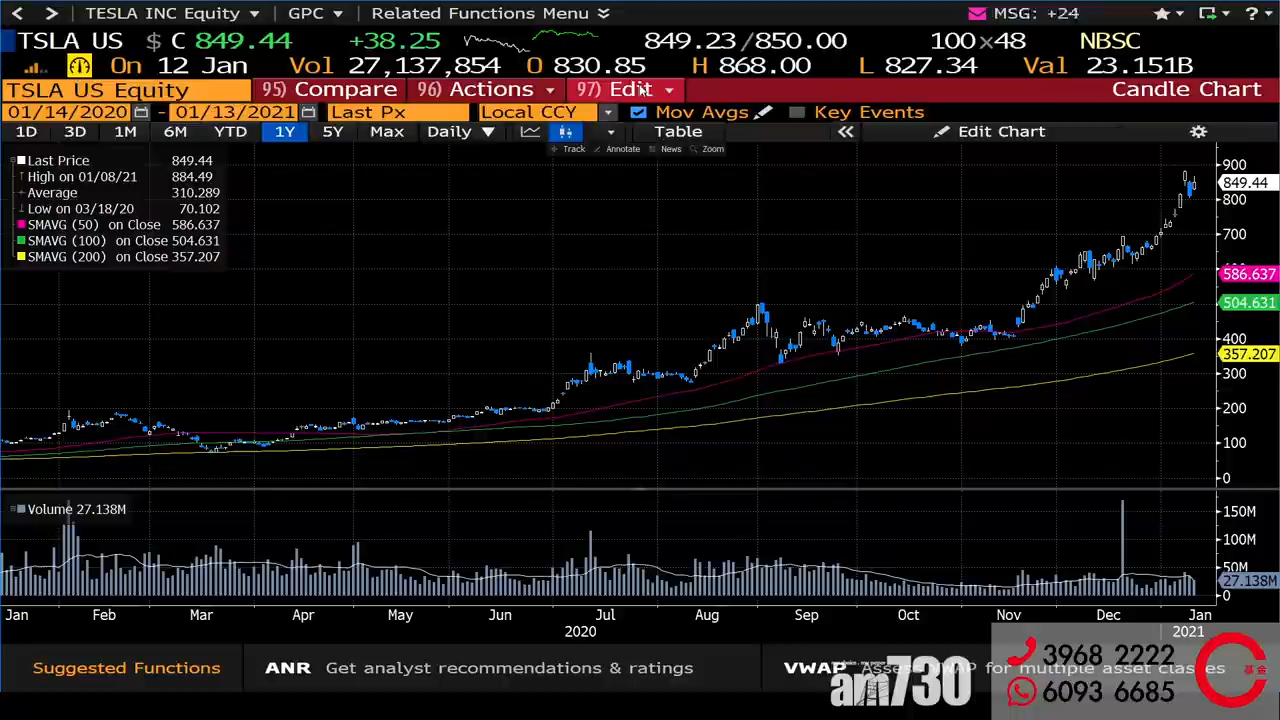 TESLA INC Equity GPC Related Functions Menu MSG: +24 ?
TSLA US $ C 849.44 +38.25 849.23/850.00 100×48 NBSC
On 12 Jan Vol 27,137,854 O 830.85 H 868.00 L 827.34 Val 23.151B
TSLA US Equity 95) Compare 96) Actions 97) Edit Candle Chart
01/14/2020 - 01/13/2021 Last Px Local CCY Mov Avgs Key Events
1D 3D 1M 6M YTD 1Y 5Y Max Daily Table Edit Chart
Track Annotate News Zoom
Last Price 849.44
High on 01/08/21 884.49
Average 310.289
Low on 03/18/20 70.102
SMAVG (50) on Close 586.637
SMAVG (100) on Close 504.631
SMAVG (200) on Close 357.207
900
849.44
800
700
586.637
504.631
400
357.207
300
200
100
0
Volume 27.138M
150M
100M
50M
27.138M
0
Jan Feb Mar Apr May Jun Jul Aug Sep Oct Nov Dec Jan
2020 2021
Suggested Functions ANR Get analyst recommendations & ratings VWAP for multiple asset classes
am730
3968 2222
6093 6685
基金